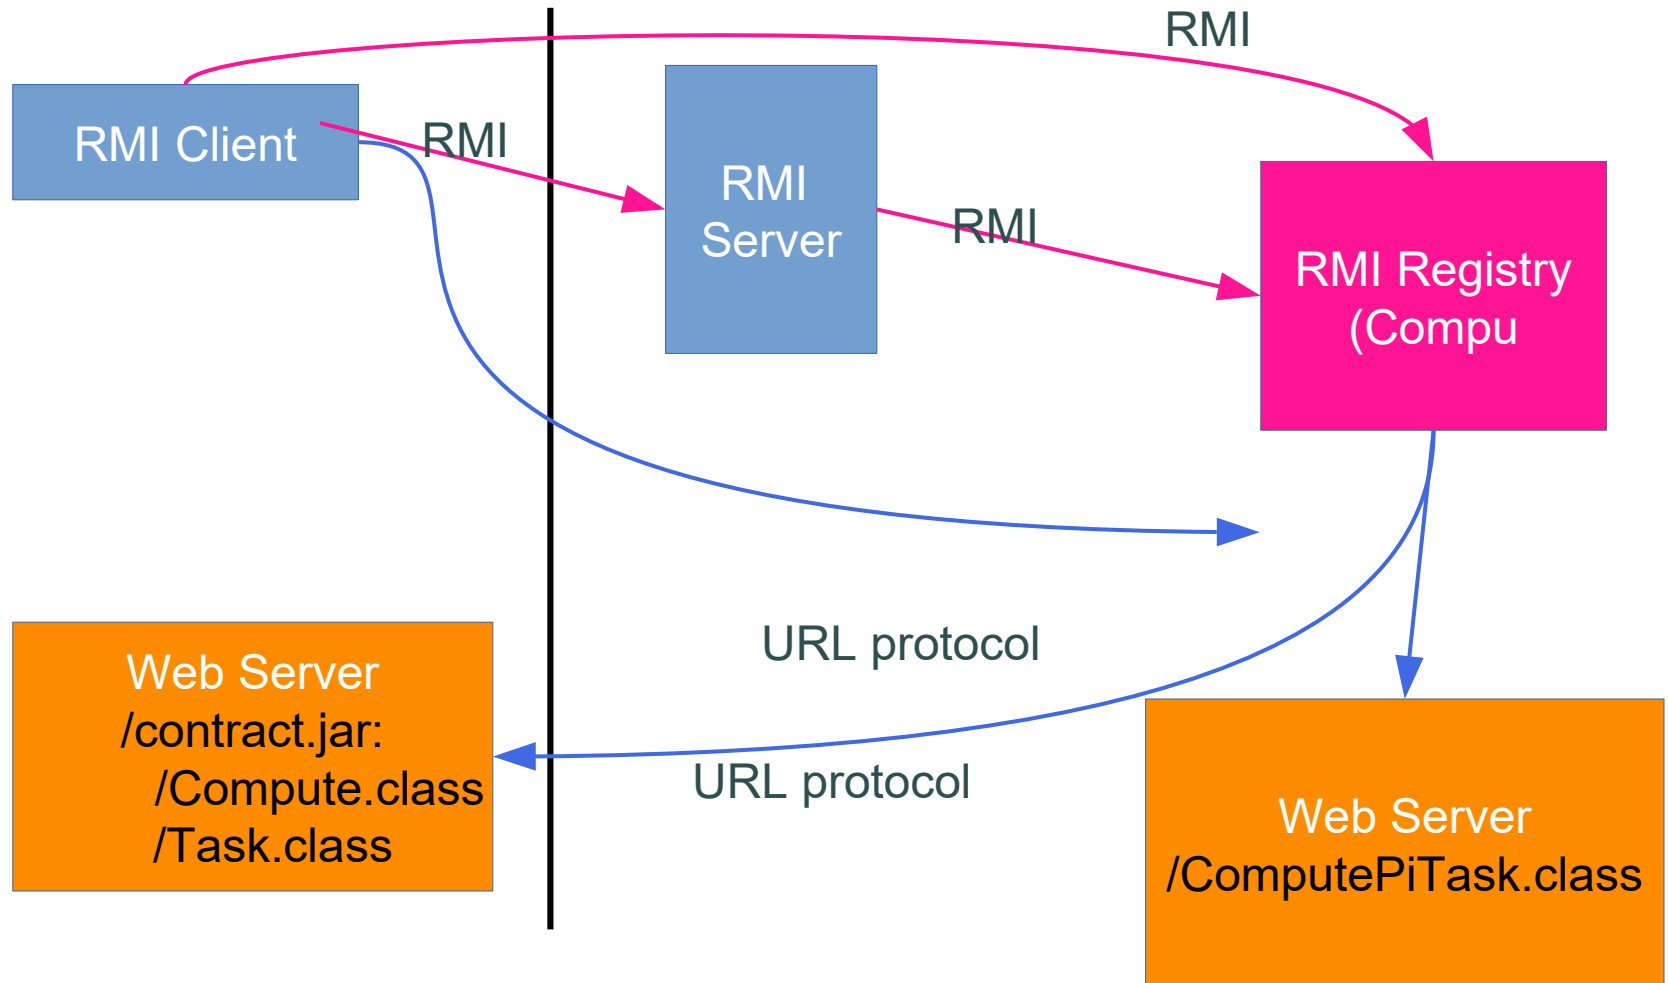 RMI
RMI Client
RMI
RMI
Server
RMI
RMI Registry
(Compu
URL protocol
Web Server
/contract.jar:
/Compute.class
/Task.class
URL protocol
Web Server
/ComputePiTask.class